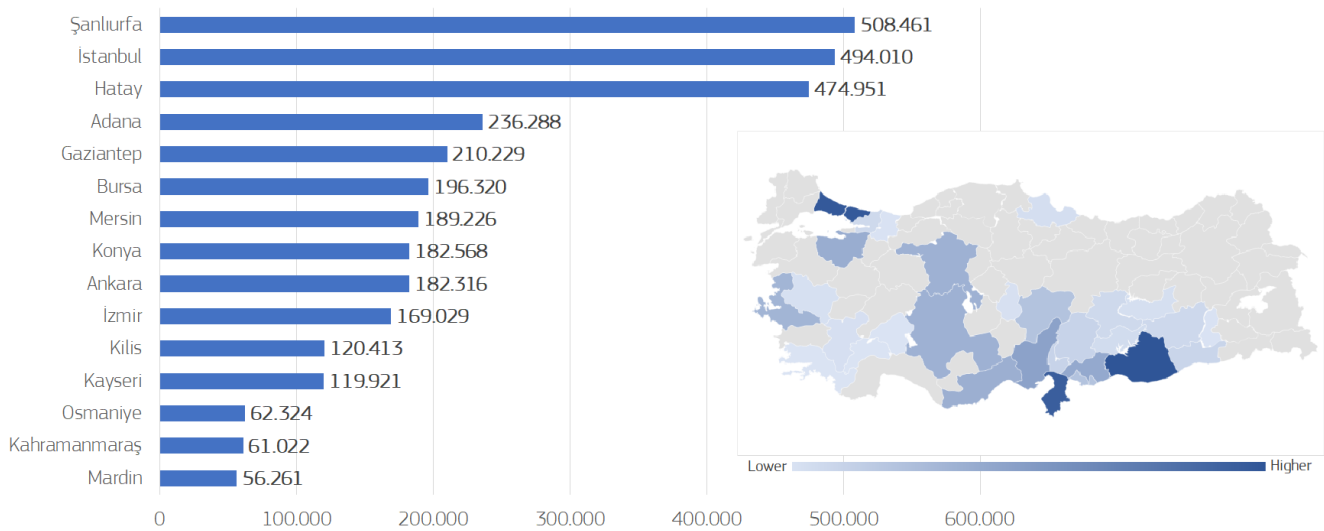 Şanlıurfa 508.461
İstanbul 494.010
Hatay 474.951
Adana 236.288
Gaziantep 210.229
Bursa 196.320
Mersin 189.226
Konya 182.568
Ankara 182.316
İzmir 169.029
Kilis 120.413
Kayseri 119.921
Osmaniye 62.324
Kahramanmaraş 61.022
Mardin 56.261
Lower Higher
0 100.000 200.000 300.000 400.000 500.000 600.000